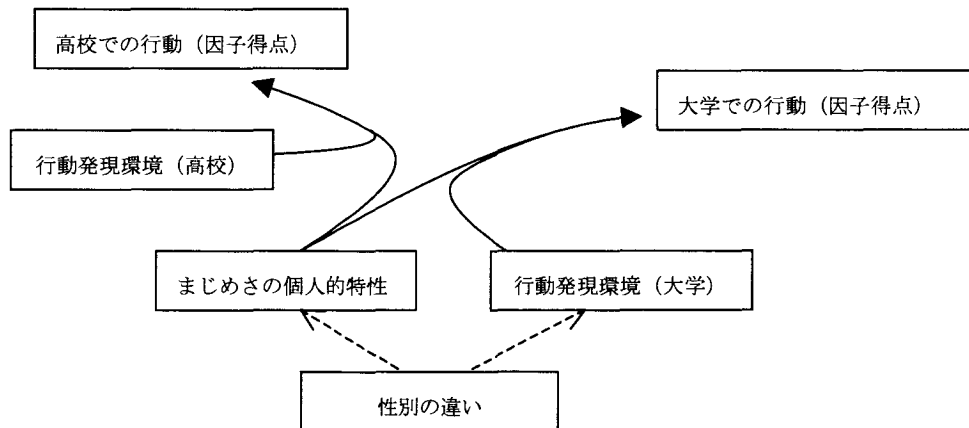 高校での行動（因子得点）
大学での行動（因子得点）
行動発現環境（高校）
まじめさの個人的特性
行動発現環境（大学）
性別の違い